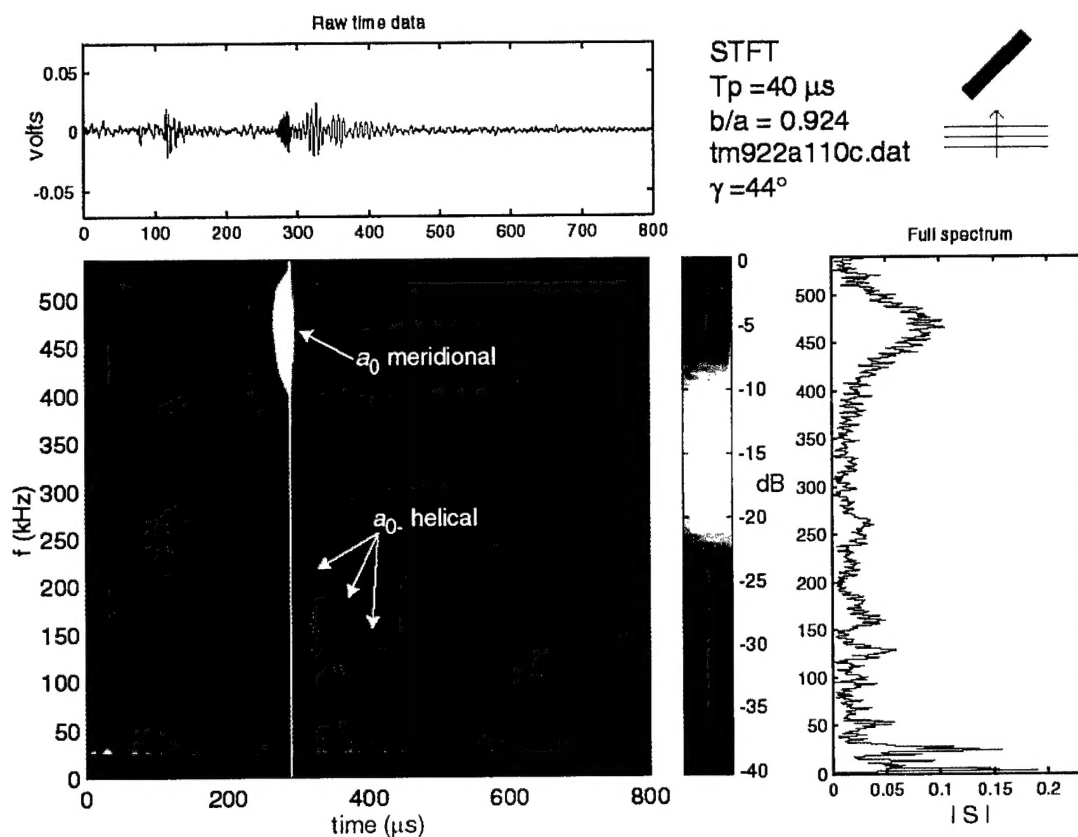 Raw time data
0.05
0
-0.05
volts
0 100 200 300 400 500 600 700 800
STFT
Tp =40 μs
b/a = 0.924
tm922a110c.dat
γ =44°
500
450
400
350
300
250
200
150
100
50
0
f (kHz)
a0 meridional
a0- helical
0 200 400 600 800
time (μs)
0
-5
-10
-15
dB
-20
-25
-30
-35
-40
Full spectrum
500
450
400
350
300
250
200
150
100
50
0
0 0.05 0.1 0.15 0.2
| S |